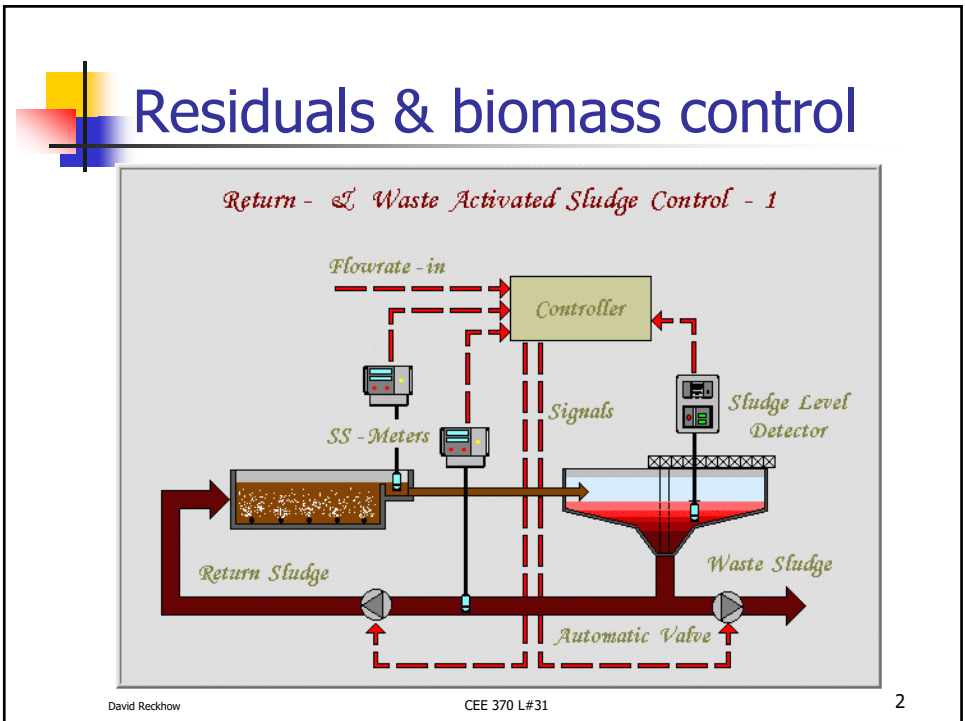 Residuals & biomass control
Return - & Waste Activated Sludge Control - 1
Flowrate - in
Controller
Signals
SS - Meters
Sludge Level
Detector
Return Sludge
Waste Sludge
Automatic Valve
David Reckhow
CEE 370 L#31
2